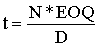 t = N * EOQ / D